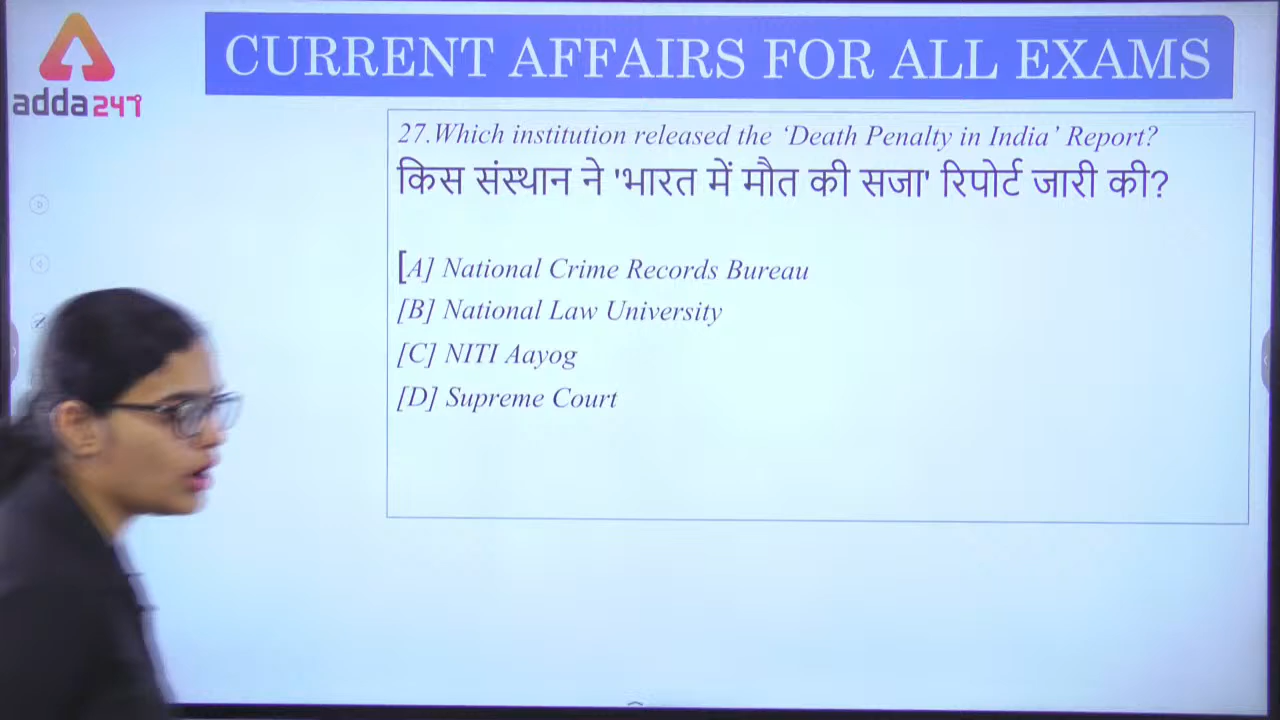 adda247
CURRENT AFFAIRS FOR ALL EXAMS
27.Which institution released the ‘Death Penalty in India’ Report?
किस संस्थान ने 'भारत में मौत की सजा' रिपोर्ट जारी की?
[A] National Crime Records Bureau
[B] National Law University
[C] NITI Aayog
[D] Supreme Court